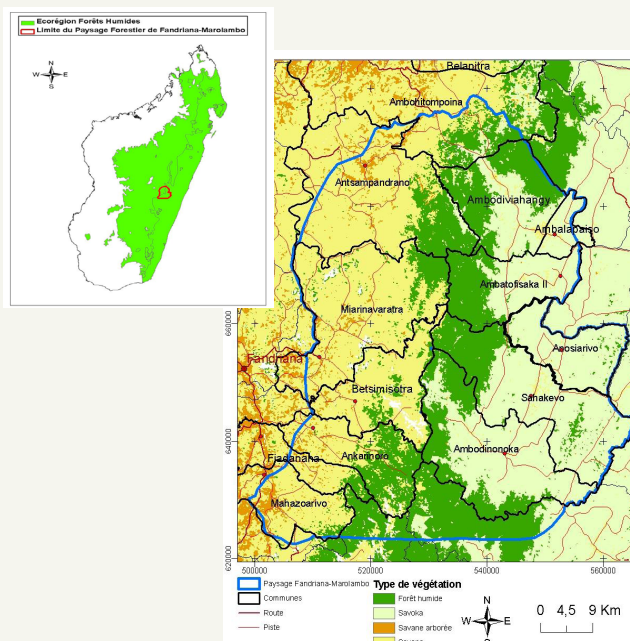 Ecorégion Forêts Humides
Limite du Paysage Forestier de Fandriana-Marolambo
N
W E
S
Belanitra
Ambohitompoina
Antsampandrano
Ambodiviahangy
Ambalapaiso
Ambatofisaka II
Miarinavaratra
Fandriana
Betsimisotra
Sahakevo
Ambodinonoka
Ankarinoro
Fiadanana
Mahazoarivo
660000
640000
620000
500000 520000 540000 560000
Paysage Fandriana-Marolambo
Communes
Route
Piste
Type de végétation
Forêt humide
Savoka
Savane arborée
N
W E
S
0 4,5 9 Km